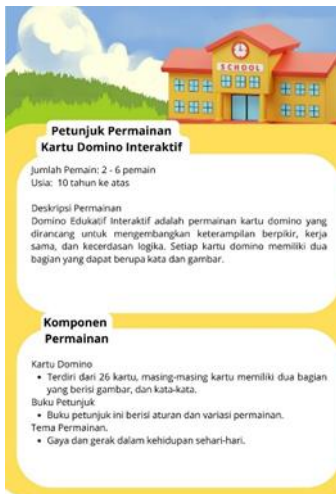 SCHOOL
Petunjuk Permainan
Kartu Domino Interaktif
Jumlah Pemain: 2 - 6 pemain
Usia: 10 tahun ke atas
Deskripsi Permainan
Domino Edukatif Interaktif adalah permainan kartu domino yang
dirancang untuk mengembangkan keterampilan berpikir, kerja
sama, dan kecerdasan logika. Setiap kartu domino memiliki dua
bagian yang dapat berupa kata dan gambar.
Komponen
Permainan
Kartu Domino
• Terdiri dari 26 kartu, masing-masing kartu memiliki dua bagian
yang berisi gambar, dan kata-kata.
Buku Petunjuk
• Buku petunjuk ini berisi aturan dan variasi permainan.
Tema Permainan.
• Gaya dan gerak dalam kehidupan sehari-hari.